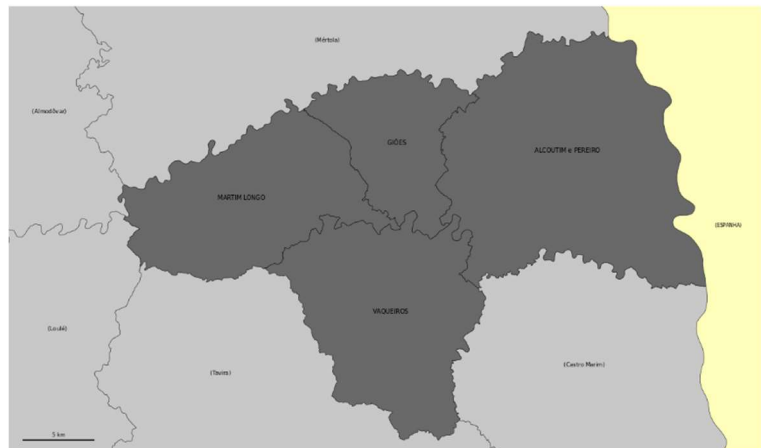 (Mértola)
(Almodôvar)
GIÕES
ALCOUTIM e PEREIRO
MARTIM LONGO
(ESPANHA)
VAQUEIROS
(Loulé)
(Tavira)
(Castro Marim)
5 km